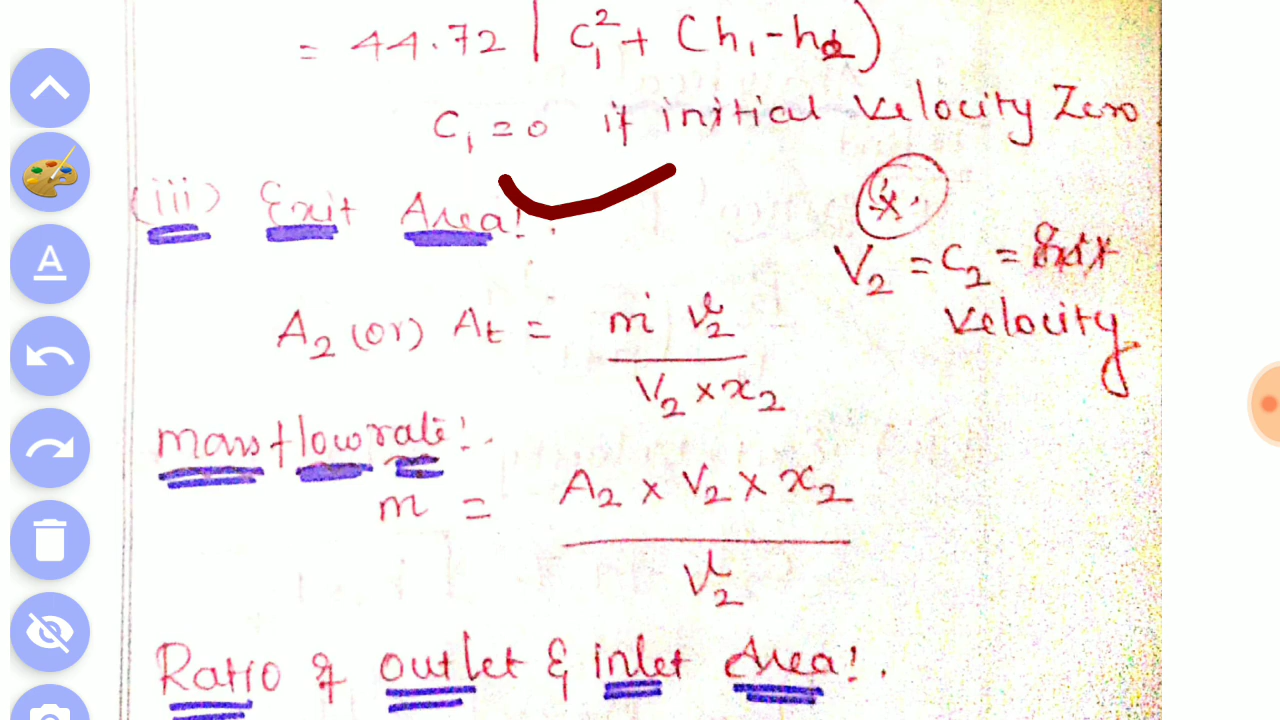 = 44.72 | C₁² + (h₁-h₂)
C₁ = 0 if initial velocity Zero
(iii) Exit Area!.
V₂ = C₂ =
velocity
A₂ (or) At = ṁ v₂ / V₂ × x₂
mass flow rate!.
m = A₂ × V₂ × x₂ / v₂
Ratio of outlet & inlet Area!.
A